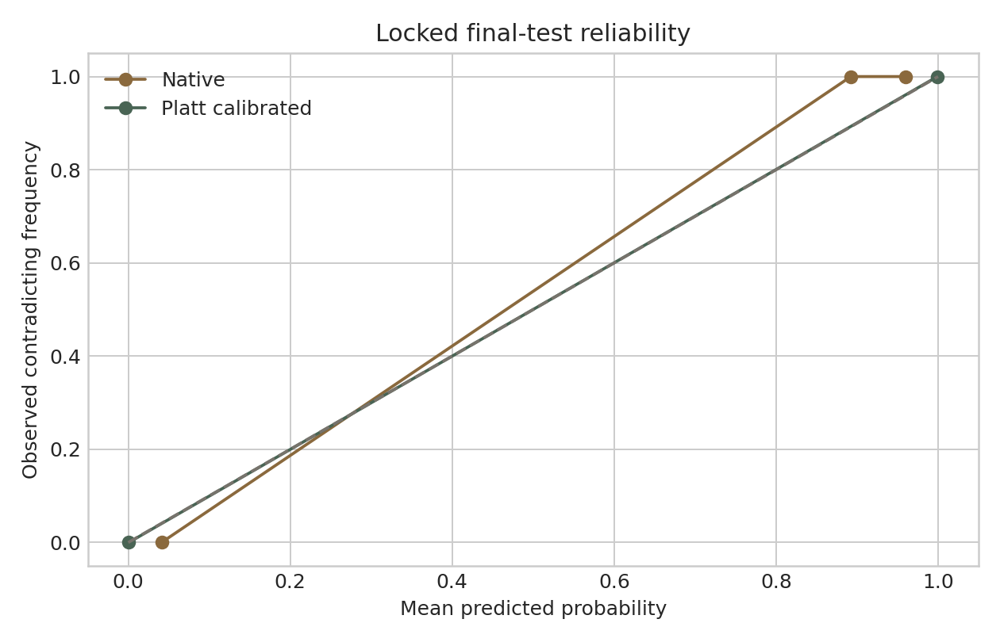 Locked final-test reliability
Native
Platt calibrated
1.0
0.8
0.6
0.4
0.2
0.0
Observed contradicting frequency
0.0 0.2 0.4 0.6 0.8 1.0
Mean predicted probability